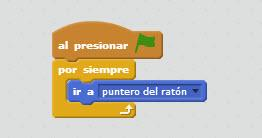 al presionar
por siempre
ir a puntero del ratón